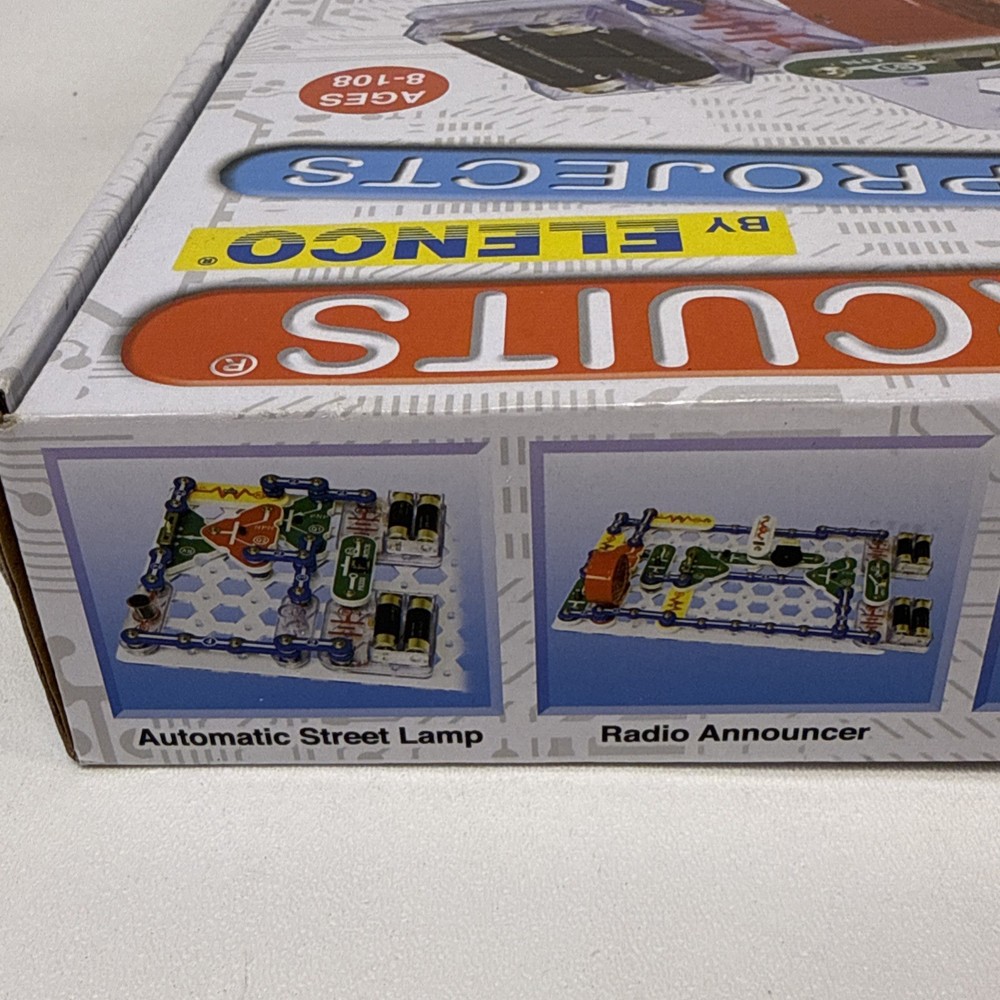 AGES
8-108
PROJECTS
BY ELENCO®
CUITS®
Automatic Street Lamp
Radio Announcer